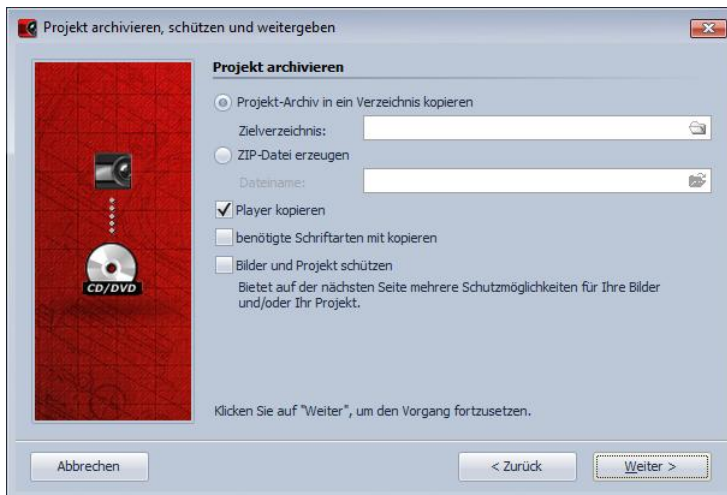 Projekt archivieren, schützen und weitergeben
Projekt archivieren
Projekt-Archiv in ein Verzeichnis kopieren
Zielverzeichnis:
ZIP-Datei erzeugen
Dateiname:
Player kopieren
benötigte Schriftarten mit kopieren
Bilder und Projekt schützen
Bietet auf der nächsten Seite mehrere Schutzmöglichkeiten für Ihre Bilder
und/oder Ihr Projekt.
CD/DVD
Klicken Sie auf "Weiter", um den Vorgang fortzusetzen.
Abbrechen
< Zurück
Weiter >